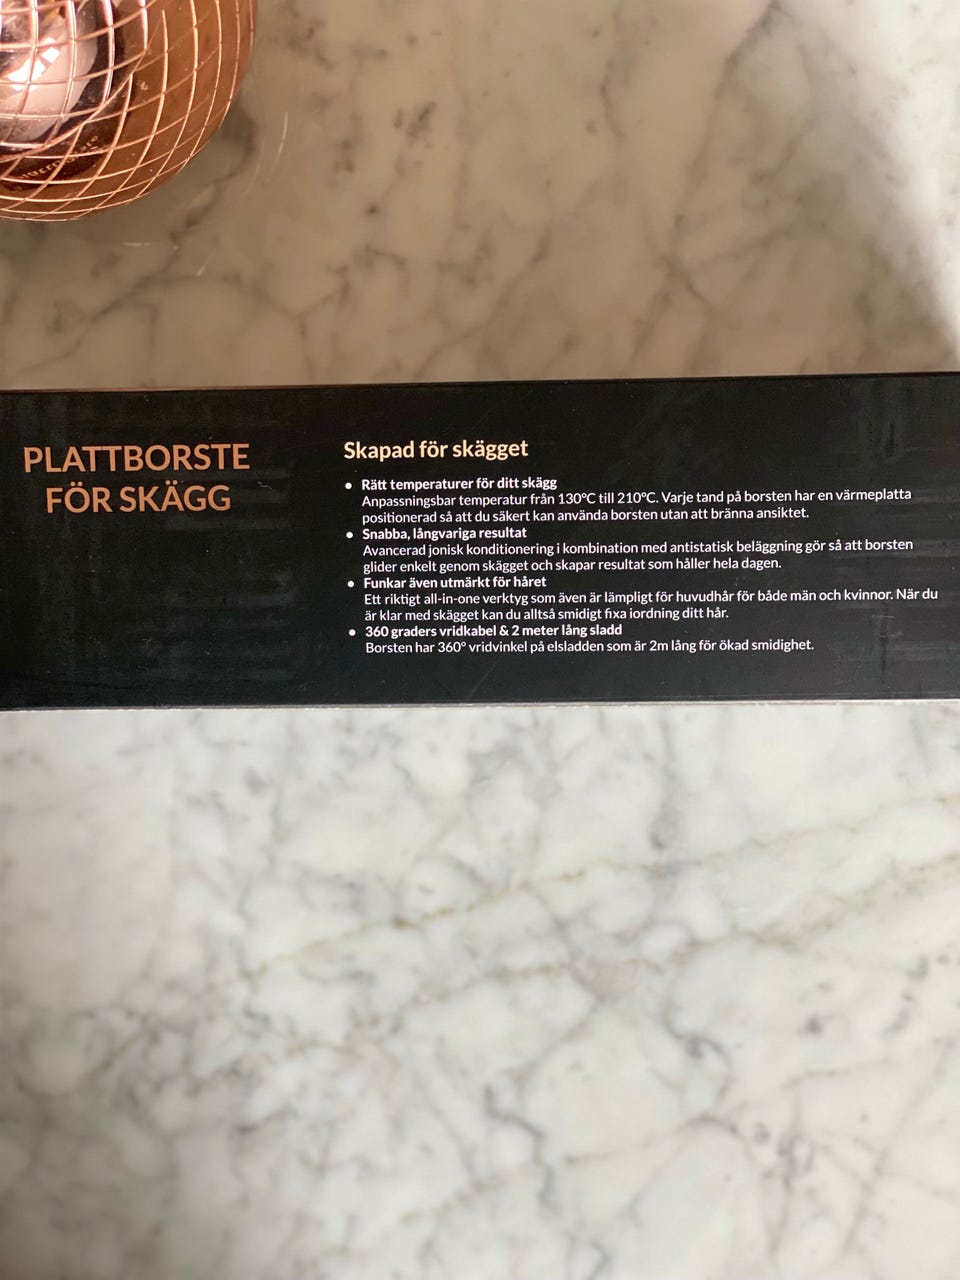 PLATTBORSTE
FÖR SKÄGG
Skapad för skägget
• Rätt temperaturer för ditt skägg
Anpassningsbar temperatur från 130°C till 210°C. Varje tand på borsten har en värmeplatta
positionerad så att du säkert kan använda borsten utan att bränna ansiktet.
• Snabba, långvariga resultat
Avancerad jonisk konditionering i kombination med antistatisk beläggning gör så att borsten
glider enkelt genom skägget och skapar resultat som håller hela dagen.
• Funkar även utmärkt för håret
Ett riktigt all-in-one verktyg som även är lämpligt för huvudhår för både män och kvinnor. När du
är klar med skägget kan du alltså smidigt fixa iordning ditt hår.
• 360 graders vridkabel & 2 meter lång sladd
Borsten har 360° vridvinkel på elsladden som är 2m lång för ökad smidighet.